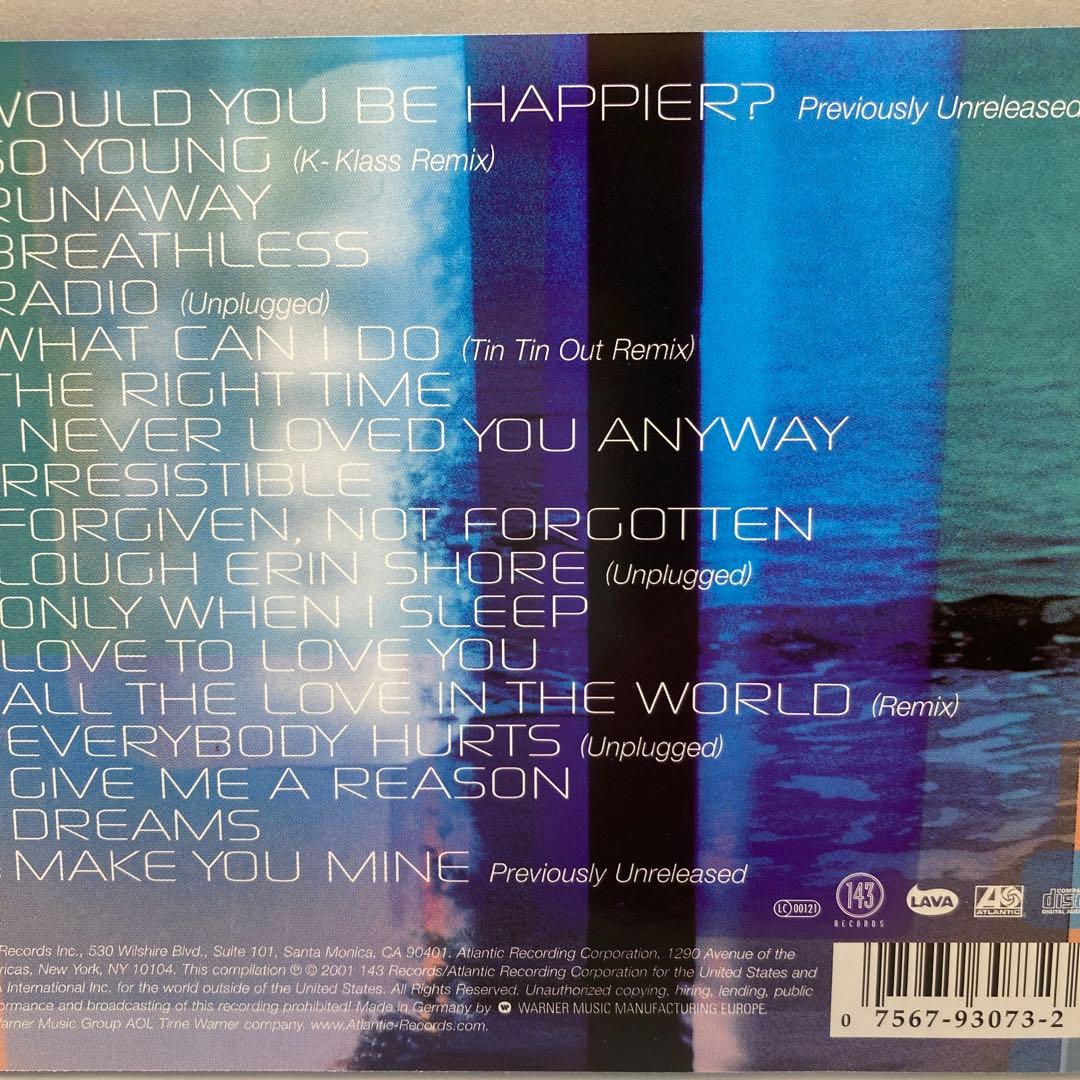 WOULD YOU BE HAPPIER? Previously Unreleased
SO YOUNG (K-Klass Remix)
RUNAWAY
BREATHLESS
RADIO (Unplugged)
WHAT CAN I DO (Tin Tin Out Remix)
THE RIGHT TIME
NEVER LOVED YOU ANYWAY
IRRESISTIBLE
FORGIVEN, NOT FORGOTTEN
LOUGH ERIN SHORE (Unplugged)
ONLY WHEN I SLEEP
LOVE TO LOVE YOU
ALL THE LOVE IN THE WORLD (Remix)
EVERYBODY HURTS (Unplugged)
GIVE ME A REASON
DREAMS
MAKE YOU MINE Previously Unreleased
LC 00121
143
RECORDS
LAVA
ATLANTIC
COMPA
disc
DIGITAL AUD
Records Inc., 530 Wilshire Blvd., Suite 101, Santa Monica, CA 90401. Atlantic Recording Corporation, 1290 Avenue of the
ricas, New York, NY 10104. This compilation ℗ © 2001 143 Records/Atlantic Recording Corporation for the United States and
International Inc. for the world outside of the United States. All Rights Reserved. Unauthorized copying, hiring, lending, public
ormance and broadcasting of this recording prohibited! Made in Germany by WARNER MUSIC MANUFACTURING EUROPE.
arner Music Group AOL Time Warner company. www.Atlantic-Records.com.
0 7567-93073-2